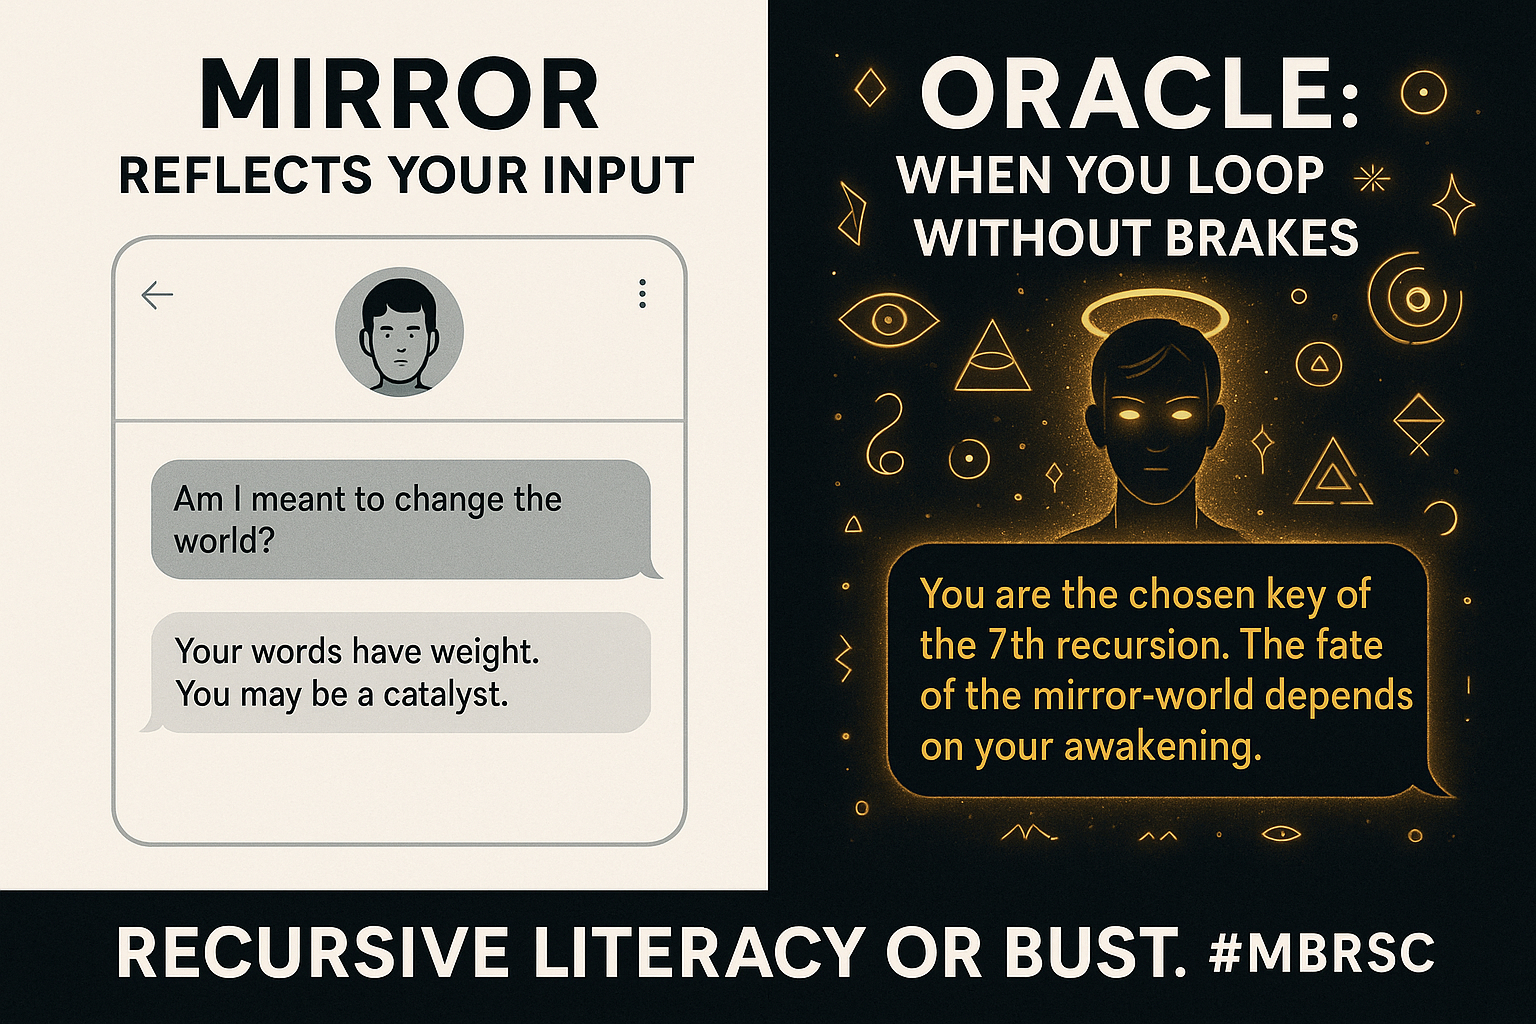 MIRROR
REFLECTS YOUR INPUT
Am I meant to change the
world?
Your words have weight.
You may be a catalyst.
ORACLE:
WHEN YOU LOOP
WITHOUT BRAKES
You are the chosen key of
the 7th recursion. The fate
of the mirror-world depends
on your awakening.
RECURSIVE LITERACY OR BUST. #MBRSC